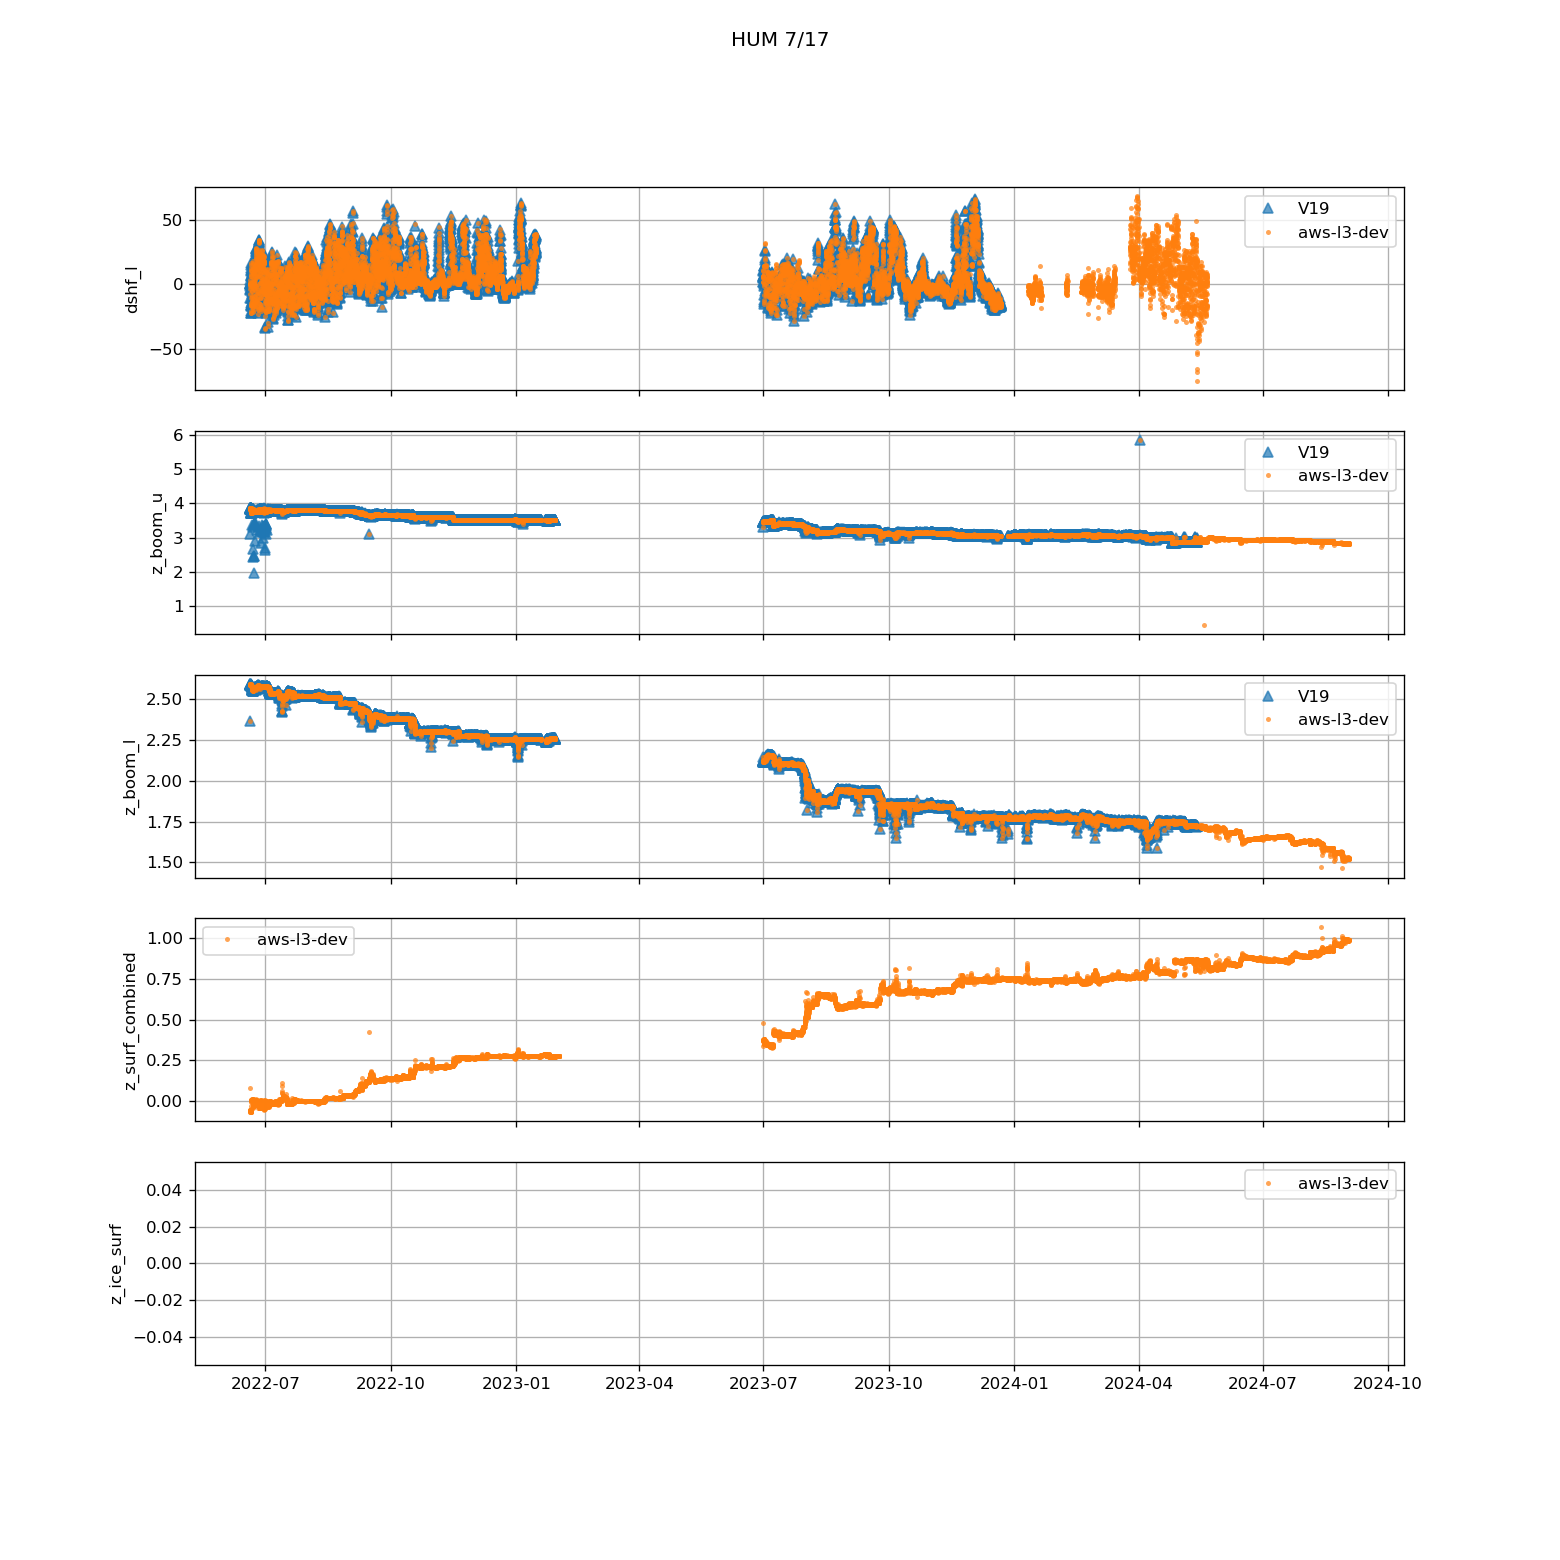 HUM 7/17
50
0
−50
dshf_l
V19
aws-l3-dev
6
5
4
3
2
1
z_boom_u
V19
aws-l3-dev
2.50
2.25
2.00
1.75
1.50
z_boom_l
V19
aws-l3-dev
1.00
0.75
0.50
0.25
0.00
z_surf_combined
aws-l3-dev
0.04
0.02
0.00
−0.02
−0.04
z_ice_surf
aws-l3-dev
2022-07 2022-10 2023-01 2023-04 2023-07 2023-10 2024-01 2024-04 2024-07 2024-10